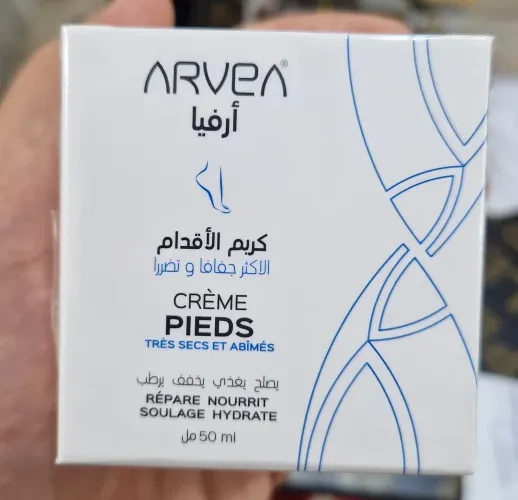 ARVEA®
أرفيا
كريم الأقدام
الاكثر جفافا و تضررا
CRÈME
PIEDS
TRÈS SECS ET ABÎMÉS
يصلح يغذي يخفف يرطب
RÉPARE NOURRIT
SOULAGE HYDRATE
50 ml مل